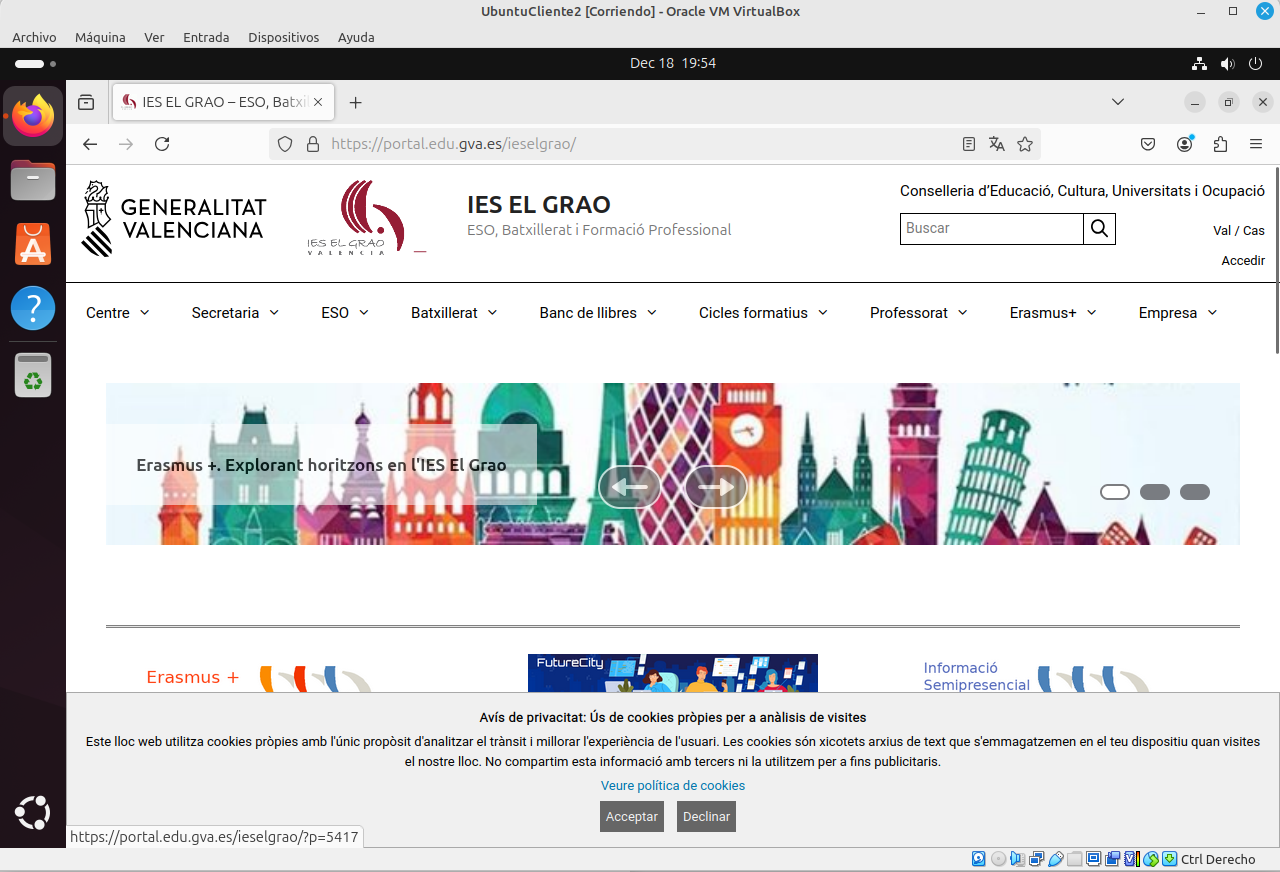 UbuntuCliente2 [Corriendo] - Oracle VM VirtualBox
Archivo Máquina Ver Entrada Dispositivos Ayuda
Dec 18 19:54
IES EL GRAO – ESO, Batxil
https://portal.edu.gva.es/ieselgrao/
GENERALITAT
VALENCIANA
IES EL GRAO
VALENCIA
IES EL GRAO
ESO, Batxillerat i Formació Professional
Conselleria d'Educació, Cultura, Universitats i Ocupació
Buscar
Val / Cas
Accedir
Centre Secretaria ESO Batxillerat Banc de llibres Cicles formatius Professorat Erasmus+ Empresa
Erasmus +. Explorant horitzons en l'IES El Grao
Erasmus +
FutureCity
Informació
Semipresencial
Avís de privacitat: Ús de cookies pròpies per a anàlisis de visites
Este lloc web utilitza cookies pròpies amb l'únic propòsit d'analitzar el trànsit i millorar l'experiència de l'usuari. Les cookies són xicotets arxius de text que s'emmagatzemen en el teu dispositiu quan visites
el nostre lloc. No compartim esta informació amb tercers ni la utilitzem per a fins publicitaris.
Veure política de cookies
Acceptar Declinar
https://portal.edu.gva.es/ieselgrao/?p=5417
Ctrl Derecho